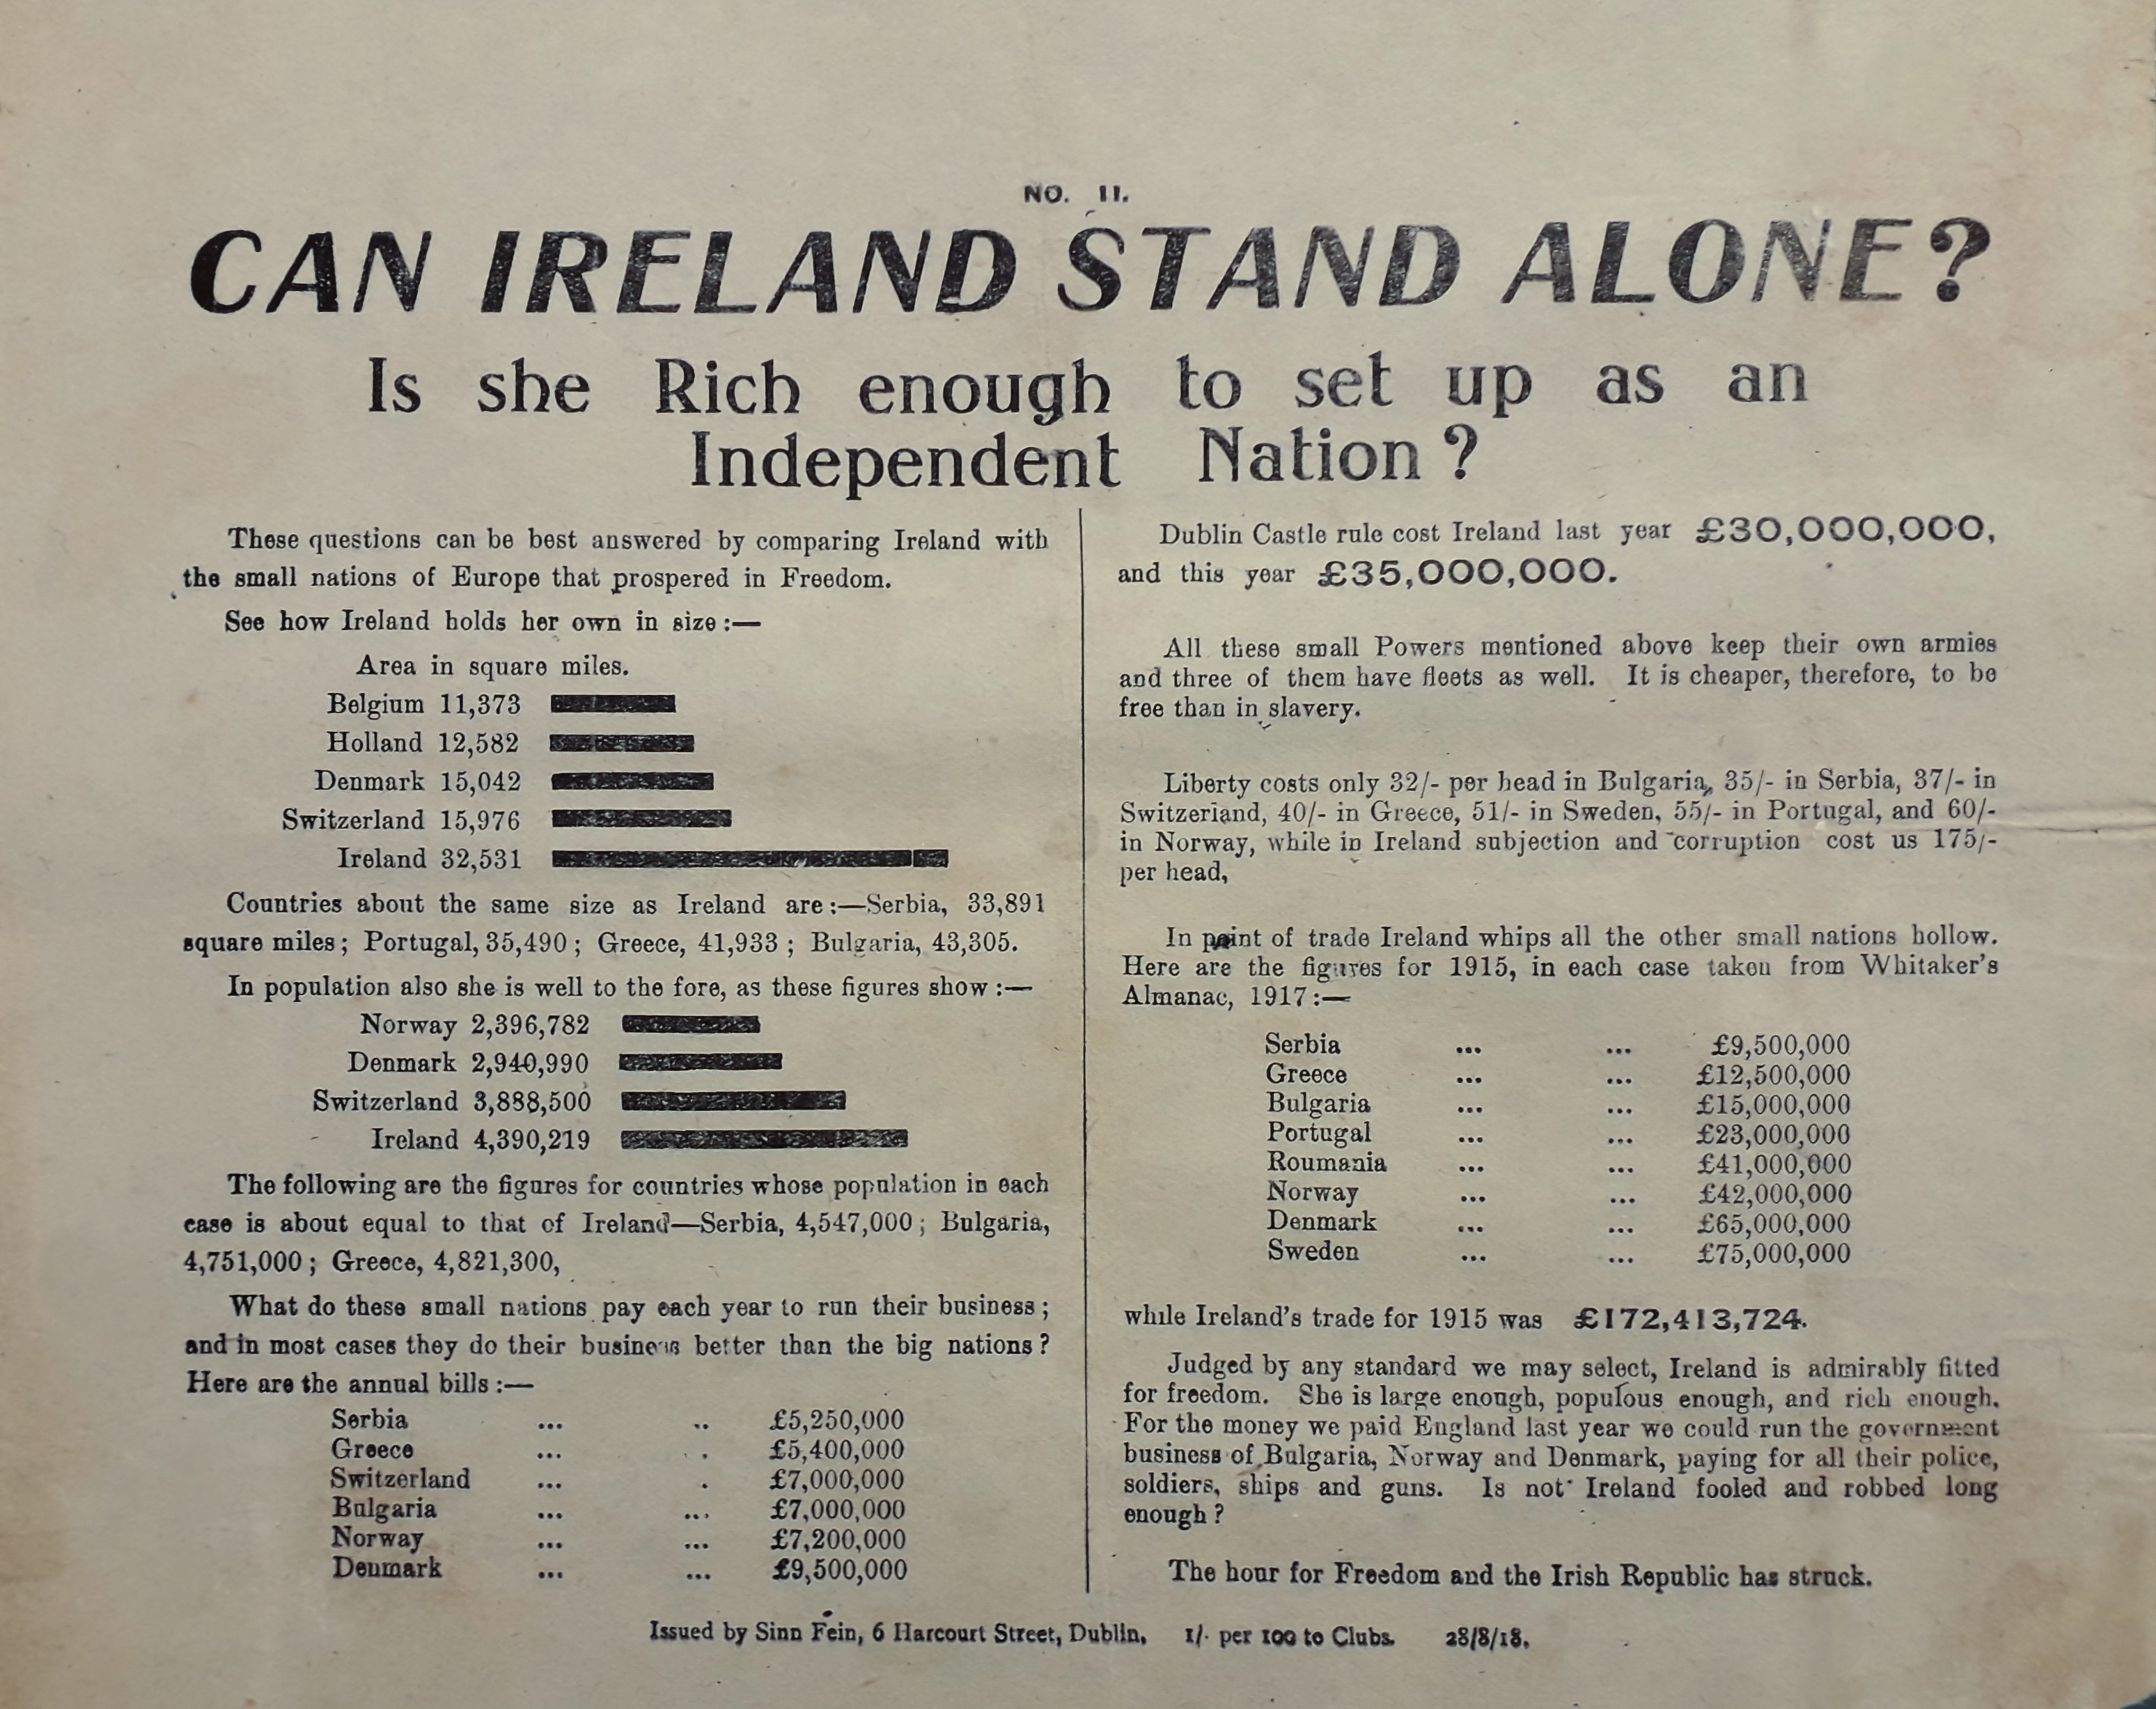 NO. 11.
CAN IRELAND STAND ALONE?
Is she Rich enough to set up as an
Independent Nation ?
These questions can be best answered by comparing Ireland with
the small nations of Europe that prospered in Freedom.
See how Ireland holds her own in size :—
Area in square miles.
Belgium 11,373
Holland 12,582
Denmark 15,042
Switzerland 15,976
Ireland 32,531
Countries about the same size as Ireland are :—Serbia, 33,891
square miles ; Portugal, 35,490 ; Greece, 41,933 ; Bulgaria, 43,305.
In population also she is well to the fore, as these figures show :—
Norway 2,396,782
Denmark 2,940,990
Switzerland 3,888,500
Ireland 4,390,219
The following are the figures for countries whose population in each
case is about equal to that of Ireland—Serbia, 4,547,000 ; Bulgaria,
4,751,000 ; Greece, 4,821,300,
What do these small nations pay each year to run their business ;
and in most cases they do their business better than the big nations ?
Here are the annual bills :—
Serbia ... .. £5,250,000
Greece ... . £5,400,000
Switzerland ... . £7,000,000
Bulgaria ... ... £7,000,000
Norway ... ... £7,200,000
Denmark ... ... £9,500,000
Dublin Castle rule cost Ireland last year £30,000,000,
and this year £35,000,000.
All these small Powers mentioned above keep their own armies
and three of them have fleets as well. It is cheaper, therefore, to be
free than in slavery.
Liberty costs only 32/- per head in Bulgaria, 35/- in Serbia, 37/- in
Switzerland, 40/- in Greece, 51/- in Sweden, 55/- in Portugal, and 60/-
in Norway, while in Ireland subjection and corruption cost us 175/-
per head,
In point of trade Ireland whips all the other small nations hollow.
Here are the figures for 1915, in each case taken from Whitaker's
Almanac, 1917 :—
Serbia ... ... £9,500,000
Greece ... ... £12,500,000
Bulgaria ... ... £15,000,000
Portugal ... ... £23,000,000
Roumania ... ... £41,000,000
Norway ... ... £42,000,000
Denmark ... ... £65,000,000
Sweden ... ... £75,000,000
while Ireland's trade for 1915 was £172,413,724.
Judged by any standard we may select, Ireland is admirably fitted
for freedom. She is large enough, populous enough, and rich enough.
For the money we paid England last year we could run the government
business of Bulgaria, Norway and Denmark, paying for all their police,
soldiers, ships and guns. Is not Ireland fooled and robbed long
enough ?
The hour for Freedom and the Irish Republic has struck.
Issued by Sinn Fein, 6 Harcourt Street, Dublin, 1/- per 100 to Clubs. 28/8/18.